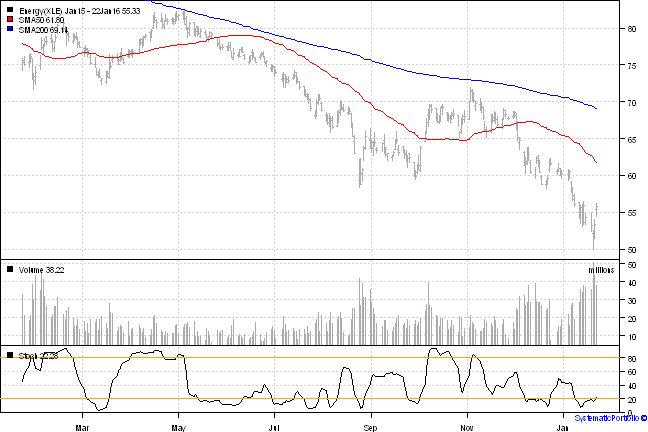 Energy(XLE) Jan15 - 22Jan16 55.33
SMA50 61.80
SMA200 69.14
80
75
70
65
60
55
50
Volume 38.22
millions
50
40
30
20
10
Stoch 22.28
80
60
40
20
0
Mar
May
Jul
Sep
Nov
Jan
SystematicPortfolio ©